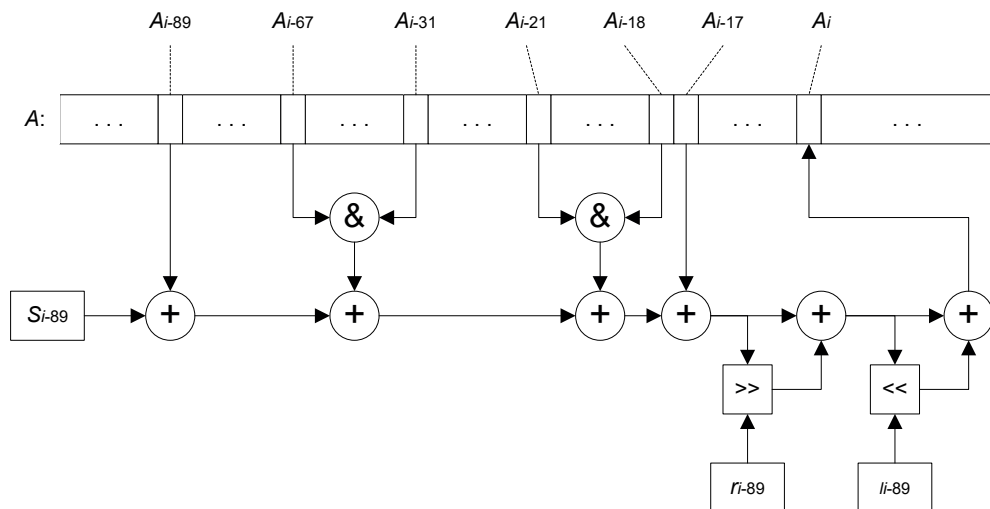 Ai-89 Ai-67 Ai-31 Ai-21 Ai-18 Ai-17 Ai
A: . . . . . . . . . . . . . . . . . . . . .
& &
Si-89 + + + + + +
>> <<
ri-89 li-89